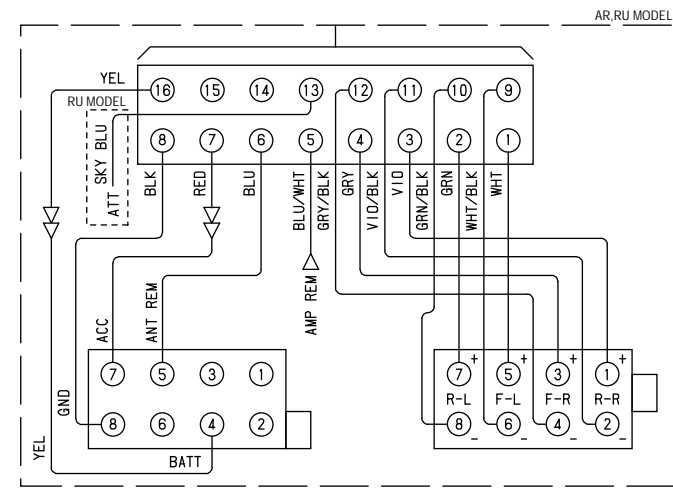 AR,RU MODEL
YEL
16 15 14 13 12 11 10 9
RU MODEL
8 7 6 5 4 3 2 1
SKY BLU
ATT
BLK
RED
BLU
BLU/WHT
GRY/BLK
GRY
VIO/BLK
VIO
GRN/BLK
GRN
WHT/BLK
WHT
AMP REM
ACC
ANT REM
GND
YEL
7 5 3 1
8 6 4 2
BATT
7 + 5 + 3 + 1 +
R-L F-L F-R R-R
8 - 6 - 4 - 2 -